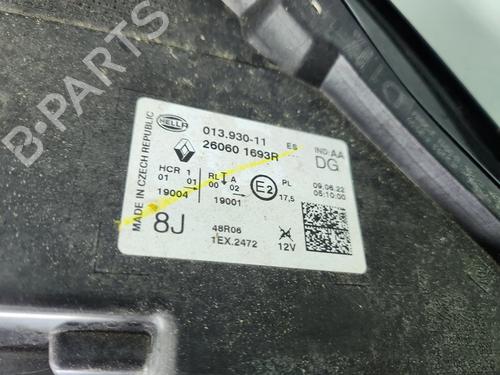 HELLA
013.930-11
ES
IND:AA
26060 1693R
DG
MADE IN CZECH REPUBLIC
HCR 1
01 01
19004
RL A
00 02
19001
E2
PL
17,5
09.06.22
05:10:00
8J
48R06
1EX.2472
12V
B-PARTS